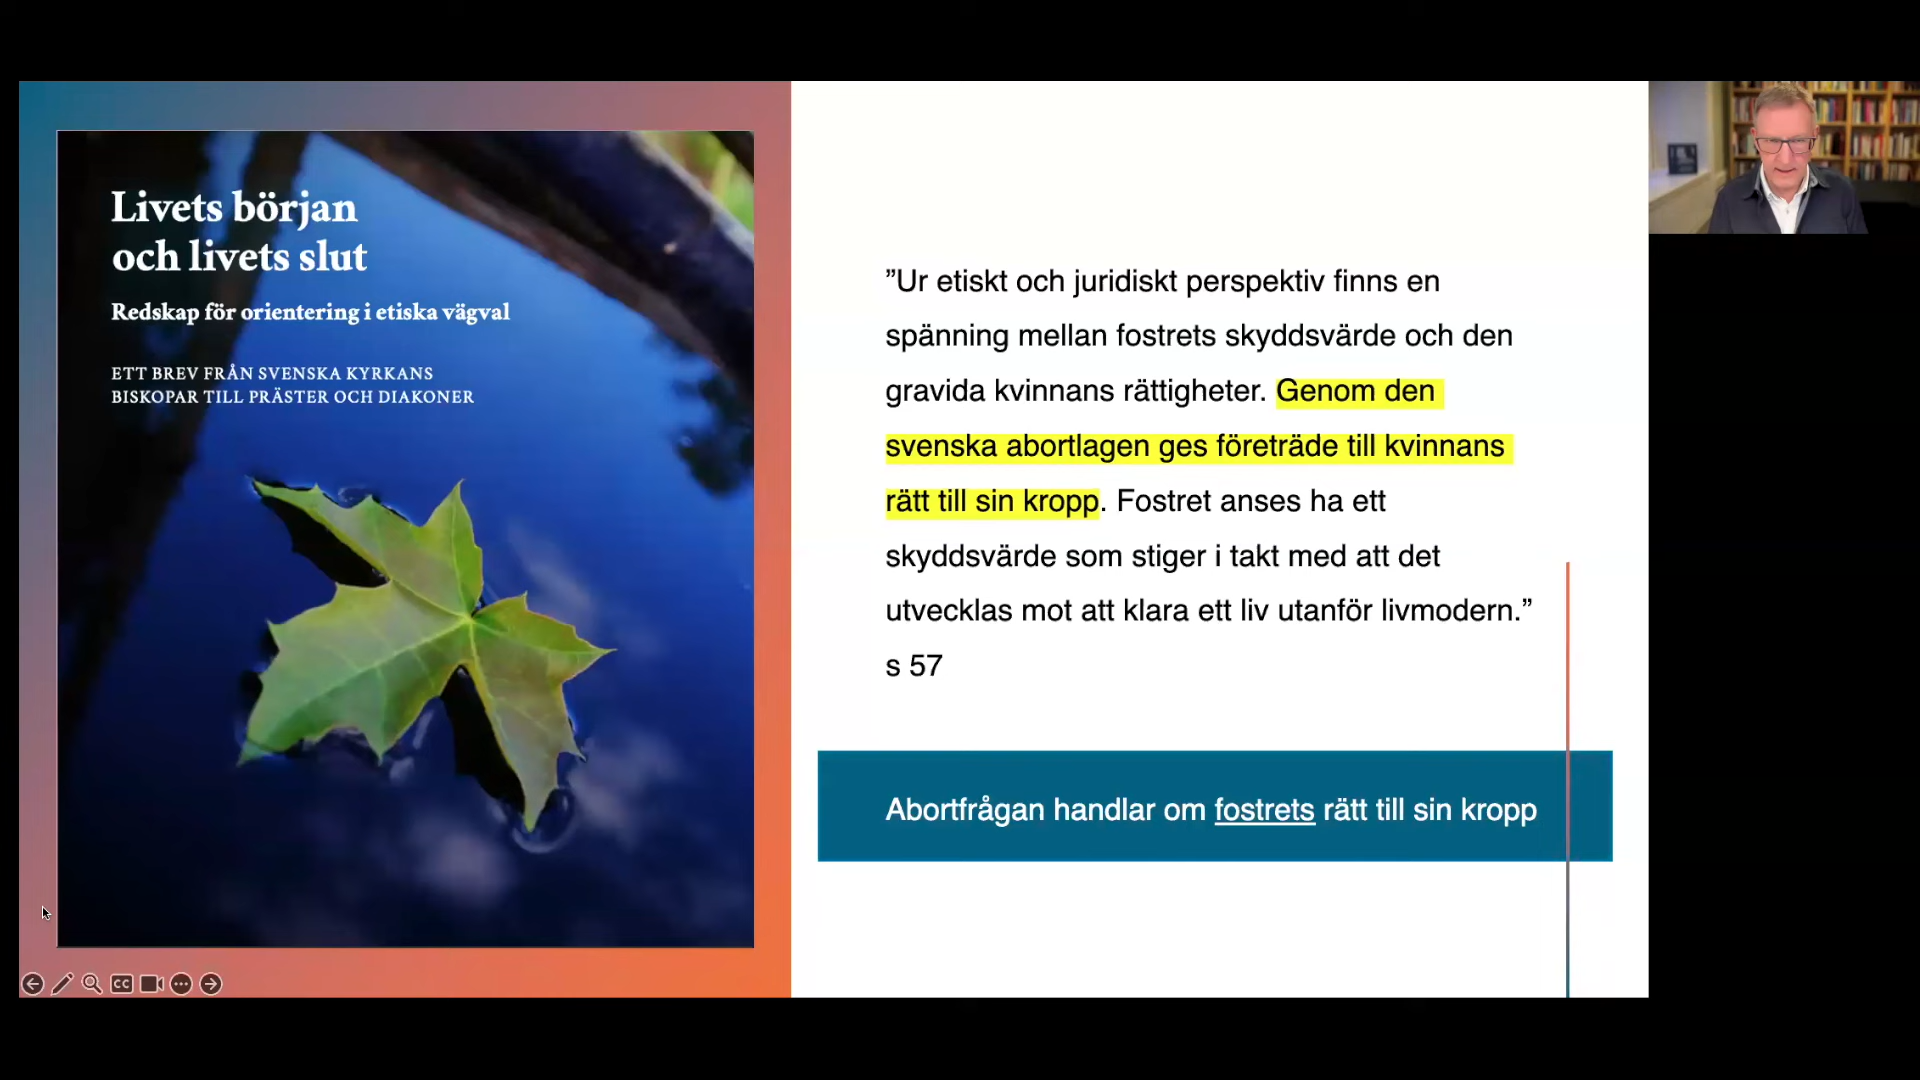 Livets början
och livets slut
Redskap för orientering i etiska vägval
ETT BREV FRÅN SVENSKA KYRKANS
BISKOPAR TILL PRÄSTER OCH DIAKONER
”Ur etiskt och juridiskt perspektiv finns en
spänning mellan fostrets skyddsvärde och den
gravida kvinnans rättigheter. Genom den
svenska abortlagen ges företräde till kvinnans
rätt till sin kropp. Fostret anses ha ett
skyddsvärde som stiger i takt med att det
utvecklas mot att klara ett liv utanför livmodern.”
s 57
Abortfrågan handlar om fostrets rätt till sin kropp
CC